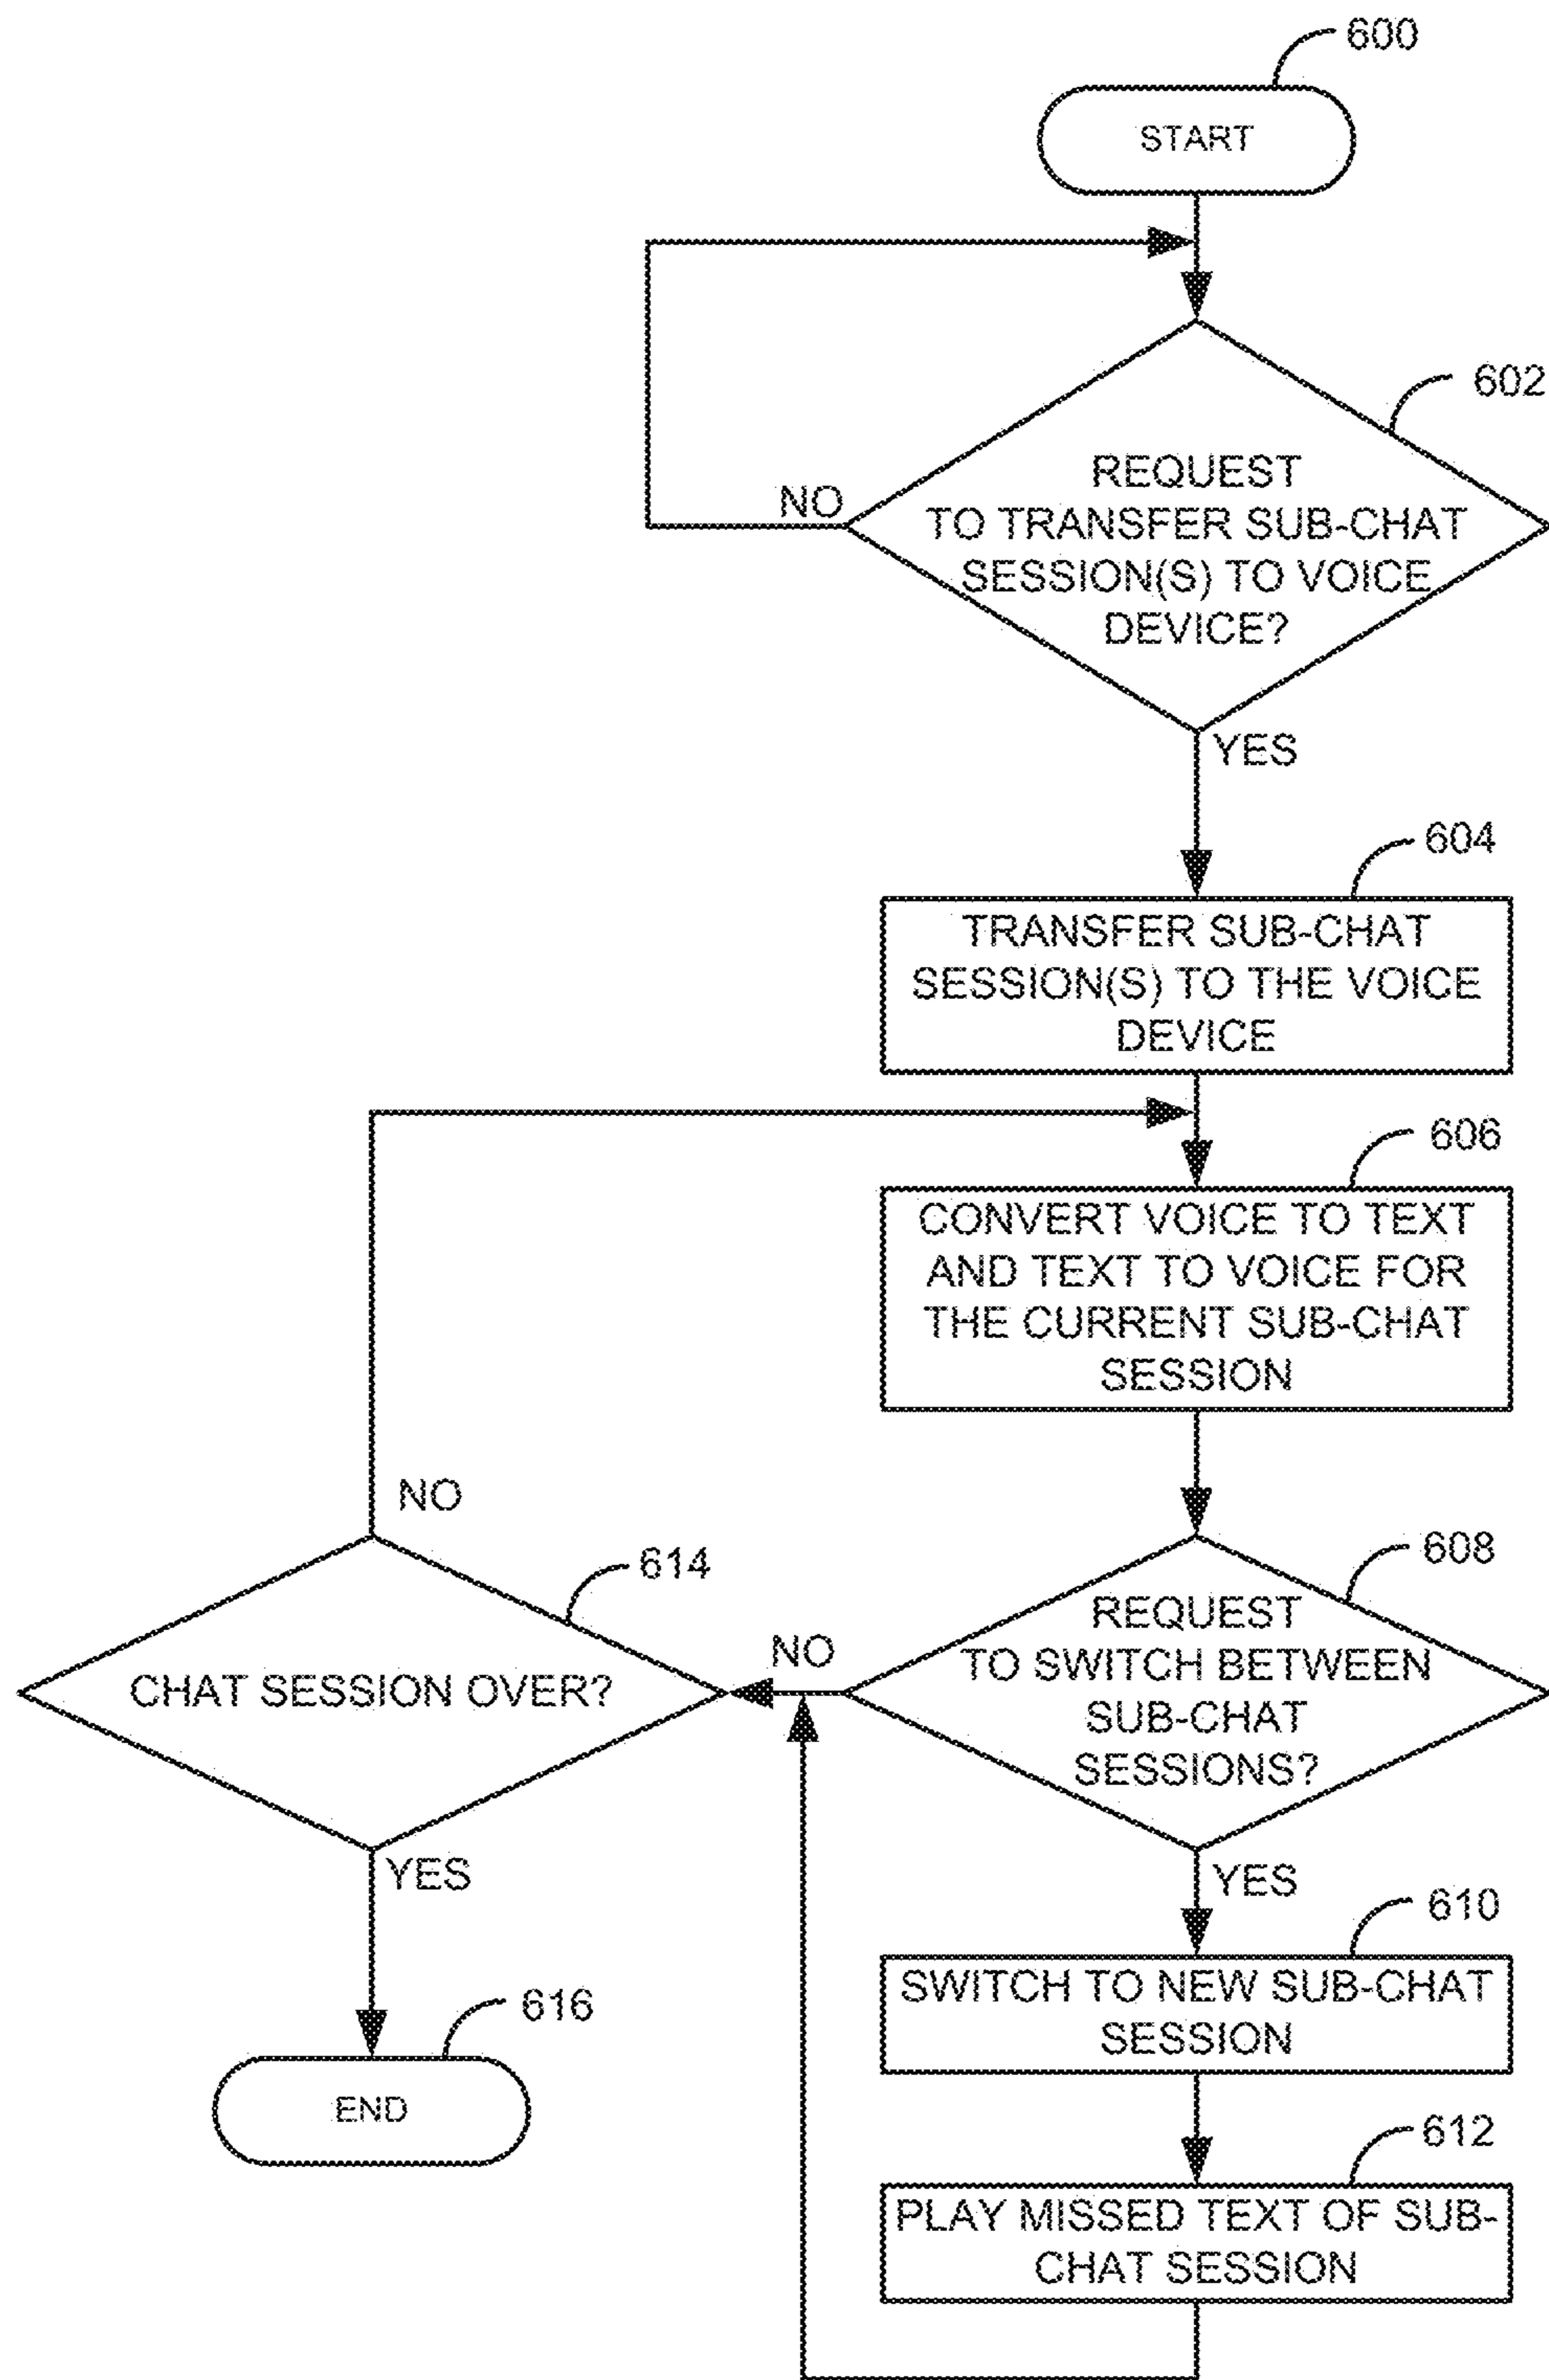 600
START
602
REQUEST
TO TRANSFER SUB-CHAT
SESSION(S) TO VOICE
DEVICE?
NO
YES
604
TRANSFER SUB-CHAT
SESSION(S) TO THE VOICE
DEVICE
606
CONVERT VOICE TO TEXT
AND TEXT TO VOICE FOR
THE CURRENT SUB-CHAT
SESSION
608
REQUEST
TO SWITCH BETWEEN
SUB-CHAT
SESSIONS?
NO
YES
614
CHAT SESSION OVER?
NO
YES
616
END
610
SWITCH TO NEW SUB-CHAT
SESSION
612
PLAY MISSED TEXT OF SUB-
CHAT SESSION